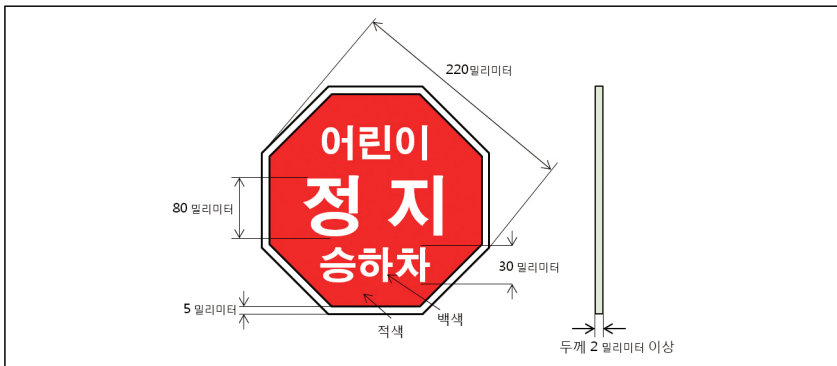 220밀리미터
어린이
정 지
80 밀리미터
승하차
30 밀리미터
5 밀리미터
백색
적색
두께 2 밀리미터 이상